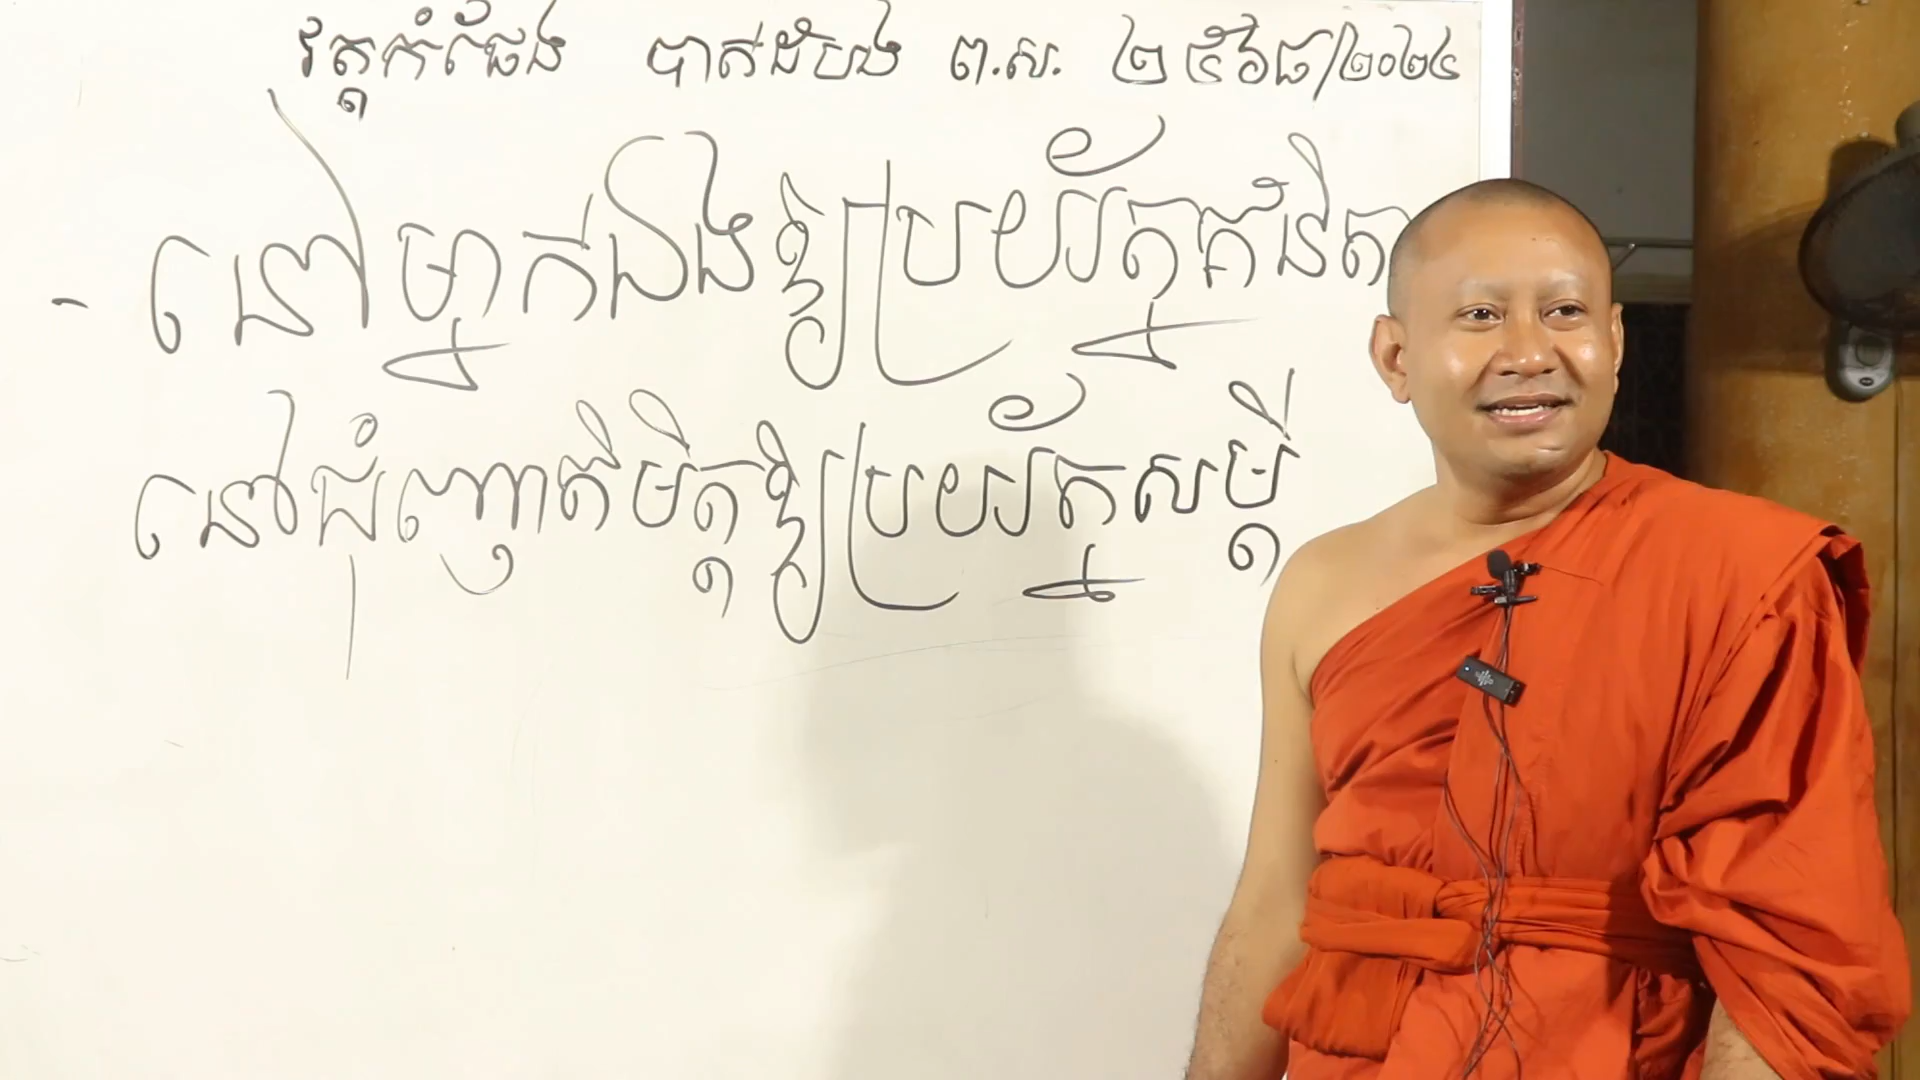 វត្តកំផែង បាត់ដំបង ព.ស. ២៥៦៨/២០២៤
- នៅម្នាក់ឯងឱ្យប្រយ័ត្នគំនិត
នៅជុំញាតិមិត្តឱ្យប្រយ័ត្នសម្ដី